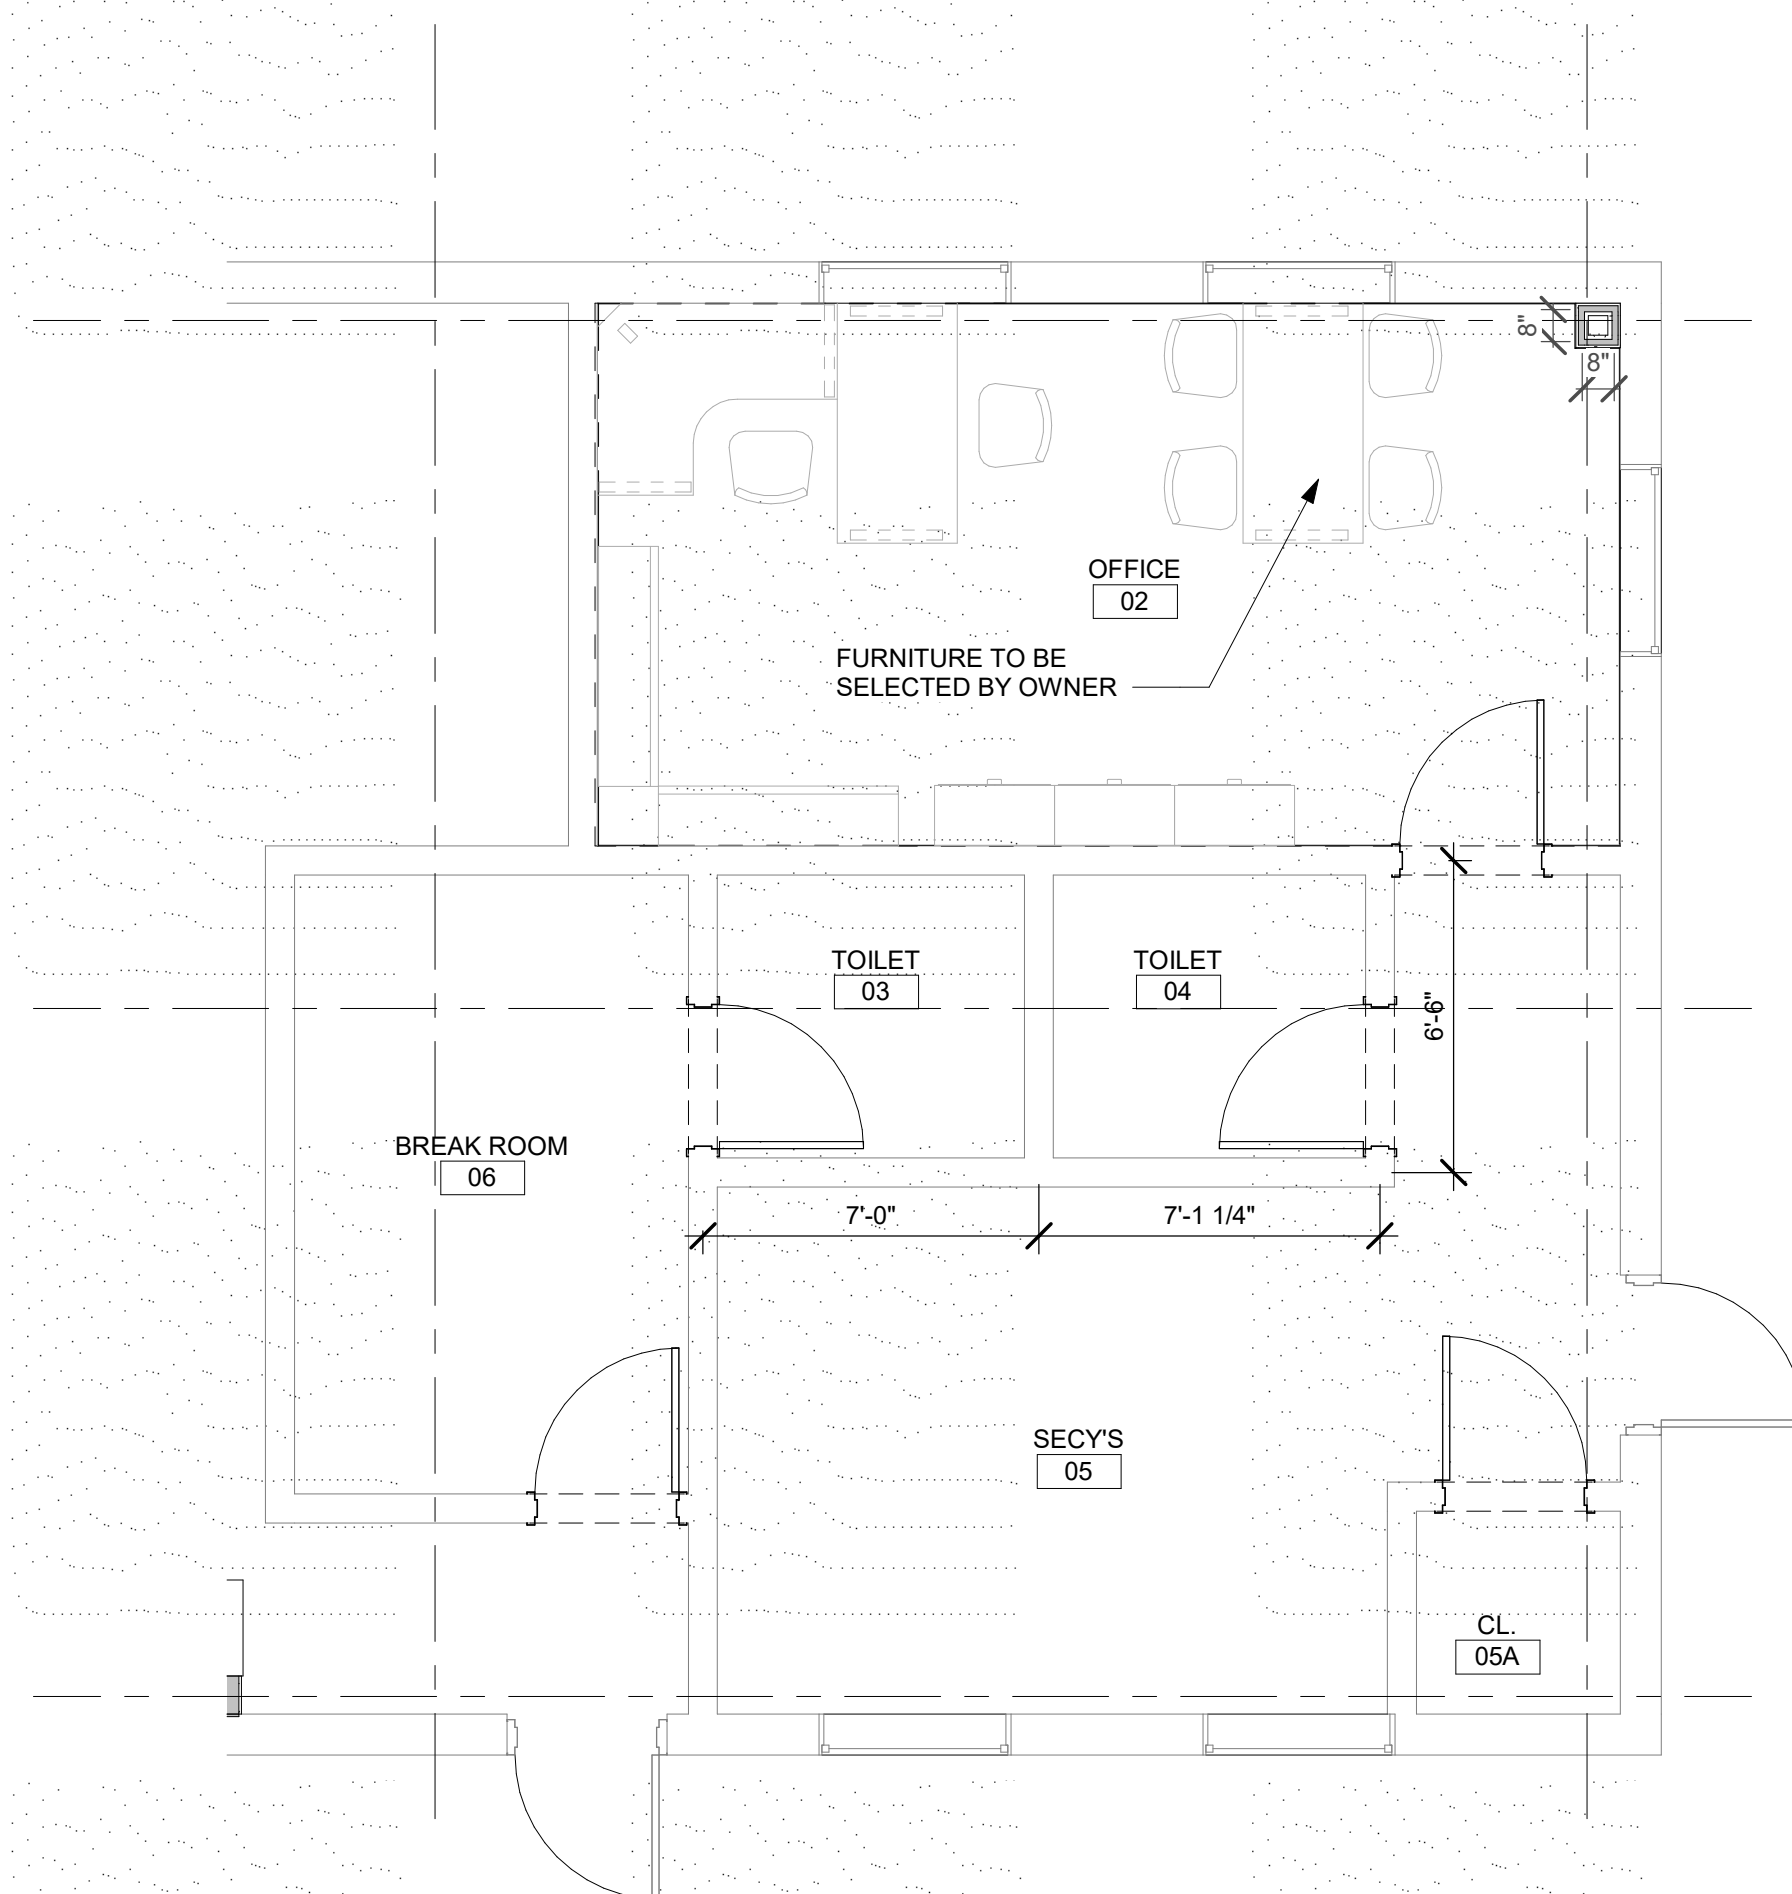 8"
8"
OFFICE
02
FURNITURE TO BE
SELECTED BY OWNER
TOILET
03
TOILET
04
6'-6"
BREAK ROOM
06
7'-0"
7'-1 1/4"
SECY'S
05
CL.
05A